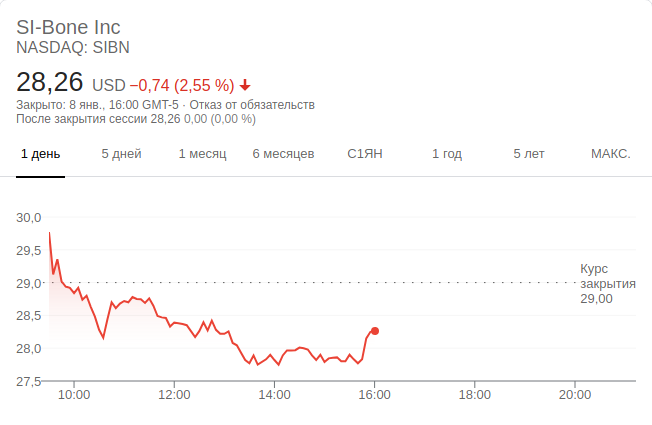 SI-Bone Inc
NASDAQ: SIBN
28,26 USD −0,74 (2,55 %)
Закрыто: 8 янв., 16:00 GMT-5 · Отказ от обязательств
После закрытия сессии 28,26 0,00 (0,00 %)
1 день 5 дней 1 месяц 6 месяцев С1ЯН 1 год 5 лет МАКС.
30,0
29,5
29,0
28,5
28,0
27,5
Курс
закрытия
29,00
10:00 12:00 14:00 16:00 18:00 20:00